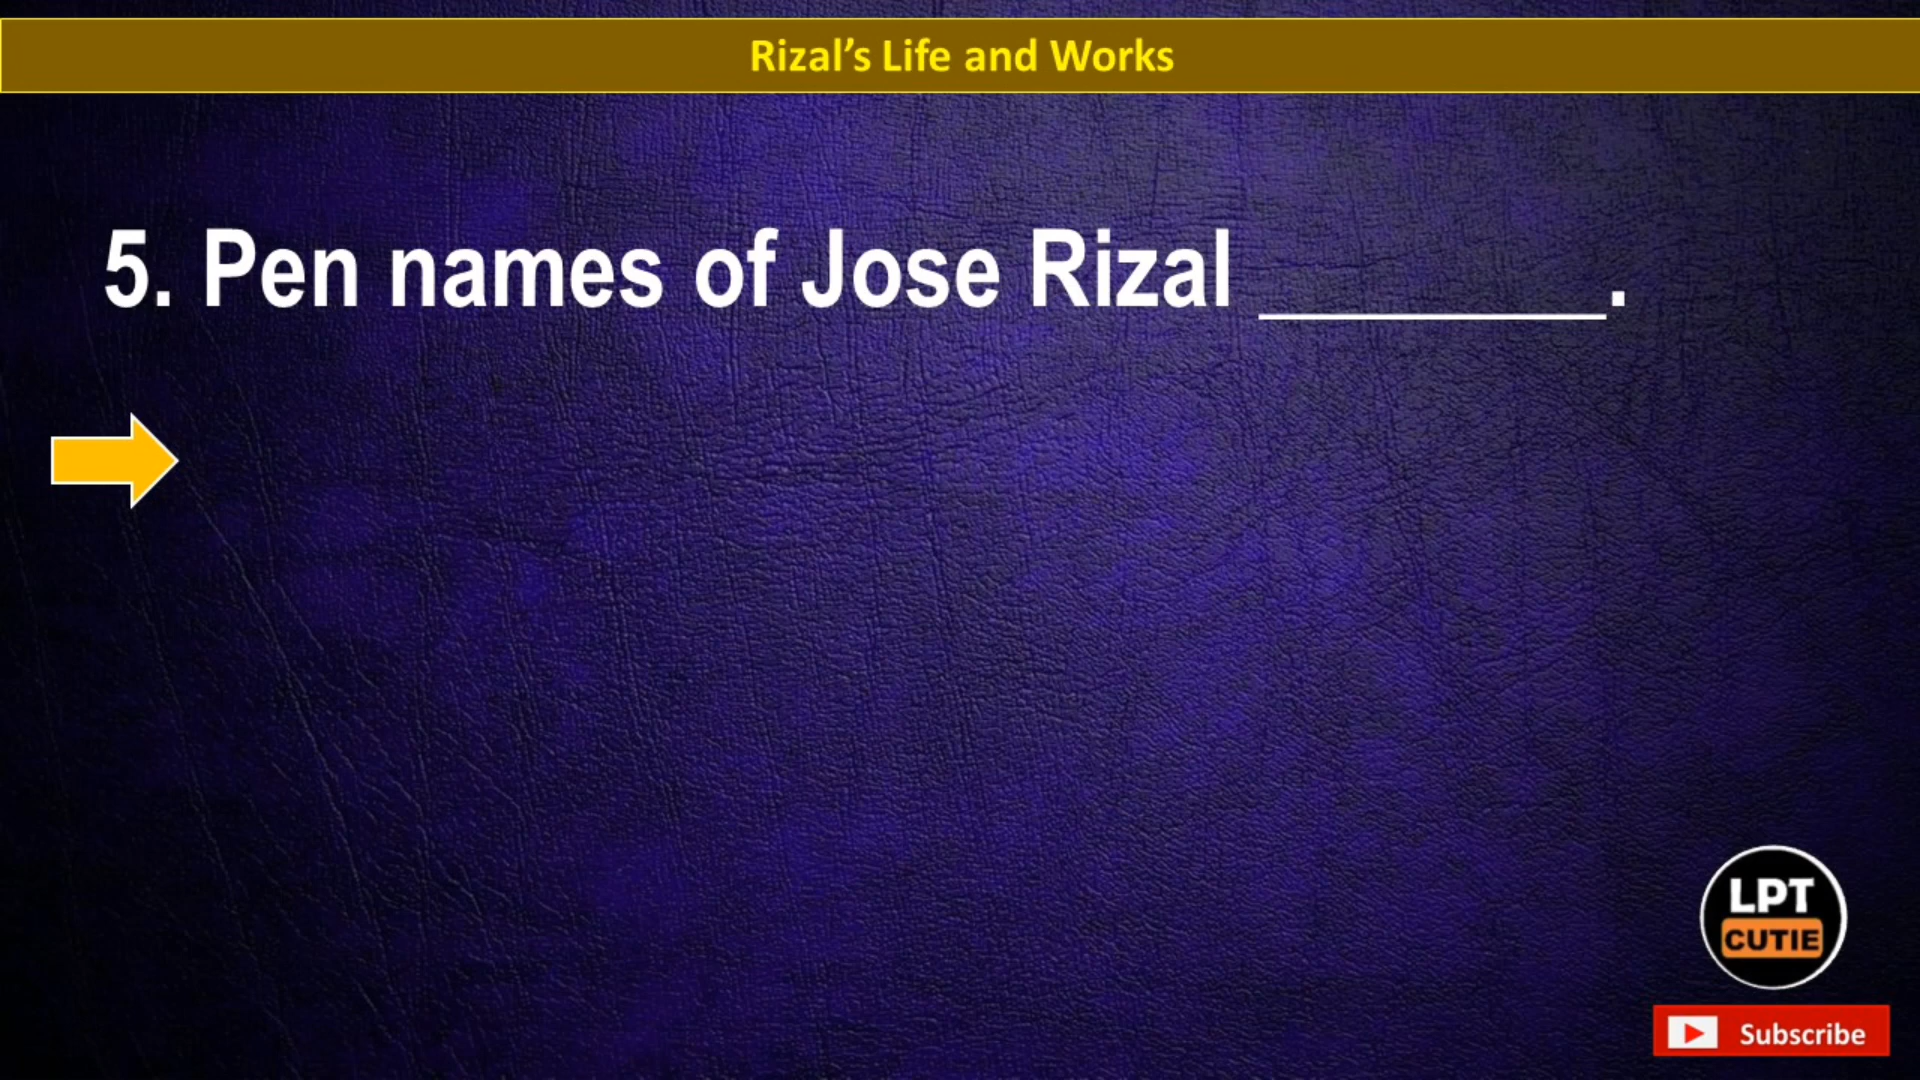 Rizal’s Life and Works
5. Pen names of Jose Rizal ________.
LPT
CUTIE
Subscribe